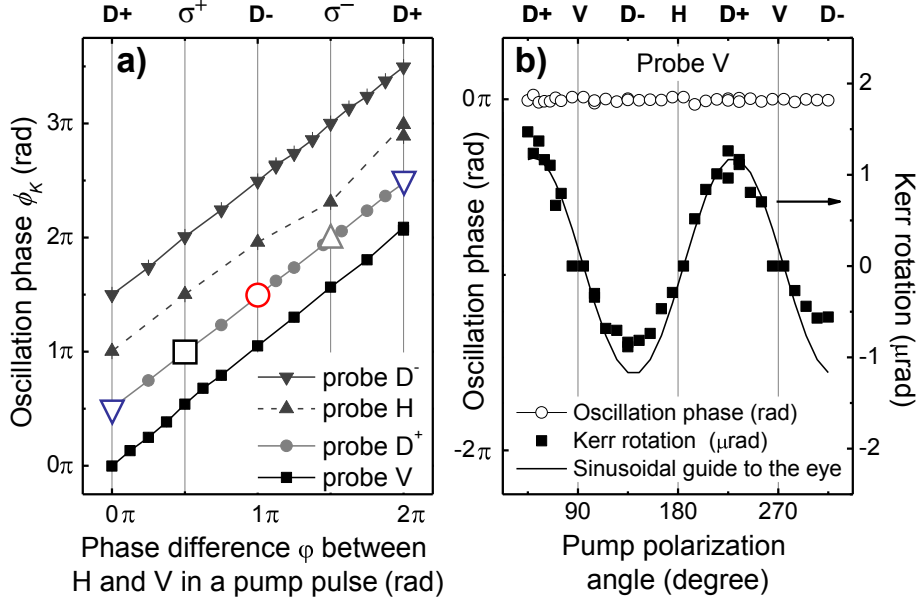 D+ σ⁺ D- σ⁻ D+
a)
Oscillation phase ϕ_K (rad)
3π
2π
1π
0π
probe D⁻
probe H
probe D⁺
probe V
0π 1π 2π
Phase difference φ between
H and V in a pump pulse (rad)
D+ V D- H D+ V D-
b)
Probe V
Oscillation phase (rad)
0π
-2π
Oscillation phase (rad)
Kerr rotation (μrad)
Sinusoidal guide to the eye
2
1
0
-1
-2
Kerr rotation (μrad)
90 180 270
Pump polarization
angle (degree)